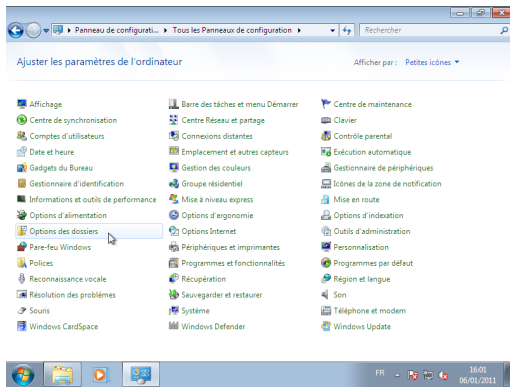 Panneau de configurati... Tous les Panneaux de configuration Rechercher
Ajuster les paramètres de l'ordinateur
Afficher par : Petites icônes
Affichage
Barre des tâches et menu Démarrer
Centre de maintenance
Centre de synchronisation
Centre Réseau et partage
Clavier
Comptes d'utilisateurs
Connexions distantes
Contrôle parental
Date et heure
Emplacement et autres capteurs
Exécution automatique
Gadgets du Bureau
Gestion des couleurs
Gestionnaire de périphériques
Gestionnaire d'identification
Groupe résidentiel
Icônes de la zone de notification
Informations et outils de performance
Mise à niveau express
Mise en route
Options d'alimentation
Options d'ergonomie
Options d'indexation
Options des dossiers
Options Internet
Outils d'administration
Pare-feu Windows
Périphériques et imprimantes
Personnalisation
Polices
Programmes et fonctionnalités
Programmes par défaut
Reconnaissance vocale
Récupération
Région et langue
Résolution des problèmes
Sauvegarder et restaurer
Son
Souris
Système
Téléphone et modem
Windows CardSpace
Windows Defender
Windows Update
FR
16:01
06/01/2011